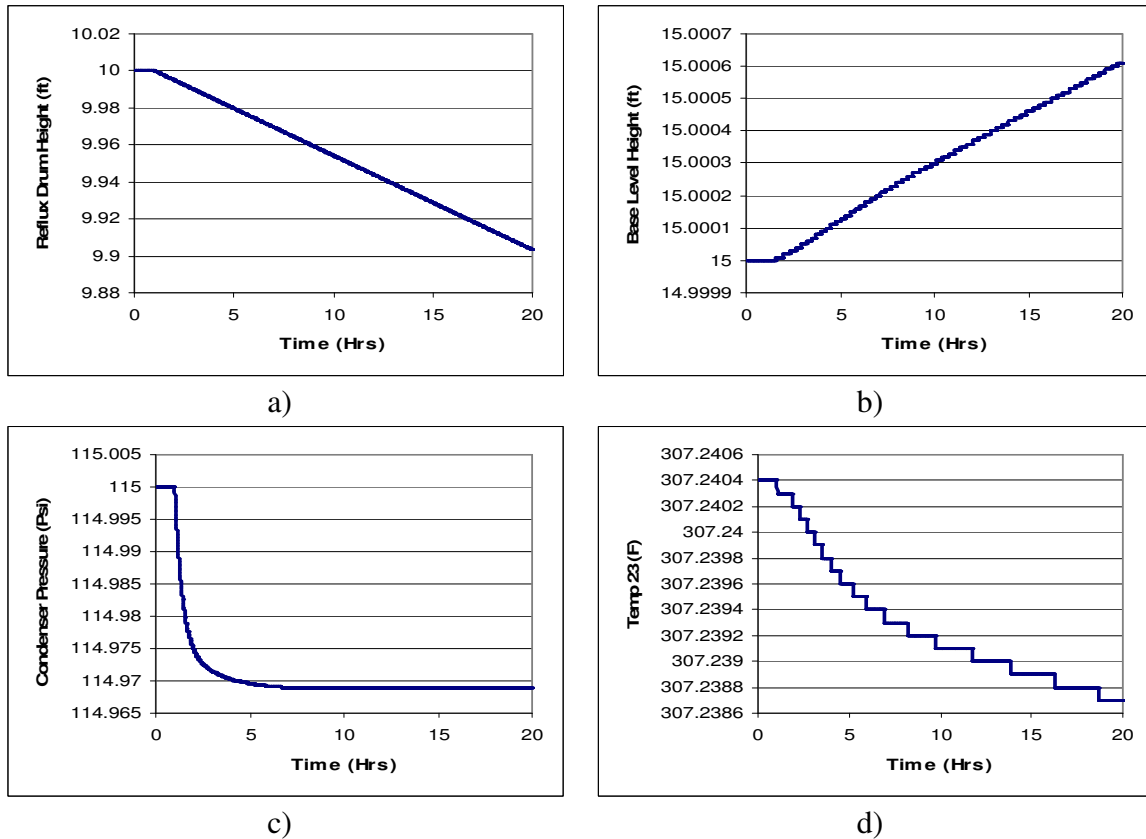 10.02
10
9.98
9.96
9.94
9.92
9.9
9.88
Reflux Drum Height (ft)
0 5 10 15 20
Time (Hrs)
a)
15.0007
15.0006
15.0005
15.0004
15.0003
15.0002
15.0001
15
14.9999
Base Level Height (ft)
0 5 10 15 20
Time (Hrs)
b)
115.005
115
114.995
114.99
114.985
114.98
114.975
114.97
114.965
Condenser Pressure (Psi)
0 5 10 15 20
Time (Hrs)
c)
307.2406
307.2404
307.2402
307.24
307.2398
307.2396
307.2394
307.2392
307.239
307.2388
307.2386
Temp 23 (F)
0 5 10 15 20
Time (Hrs)
d)